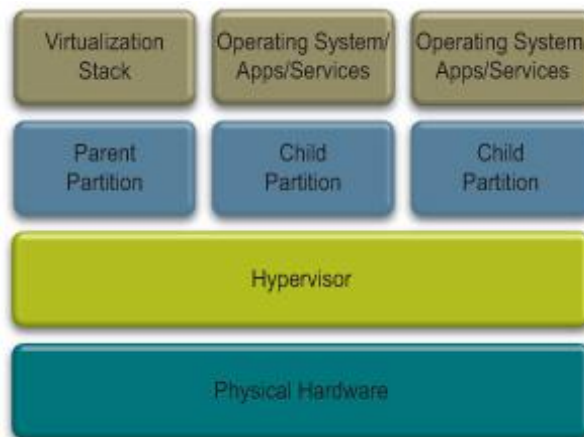 Virtualization
Stack
Operating System/
Apps/Services
Operating System
Apps/Services
Parent
Partition
Child
Partition
Child
Partition
Hypervisor
Physical Hardware